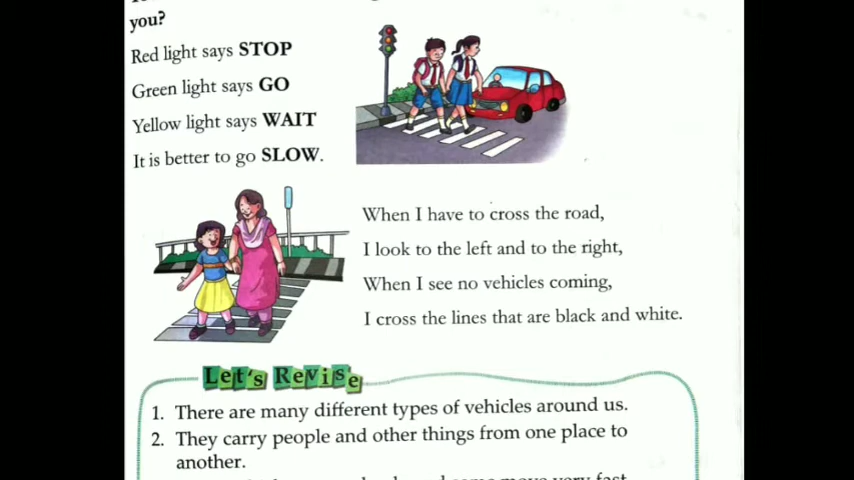 you?
Red light says STOP
Green light says GO
Yellow light says WAIT
It is better to go SLOW.
When I have to cross the road,
I look to the left and to the right,
When I see no vehicles coming,
I cross the lines that are black and white.
Let's Revise
1. There are many different types of vehicles around us.
2. They carry people and other things from one place to
another.
move very fast